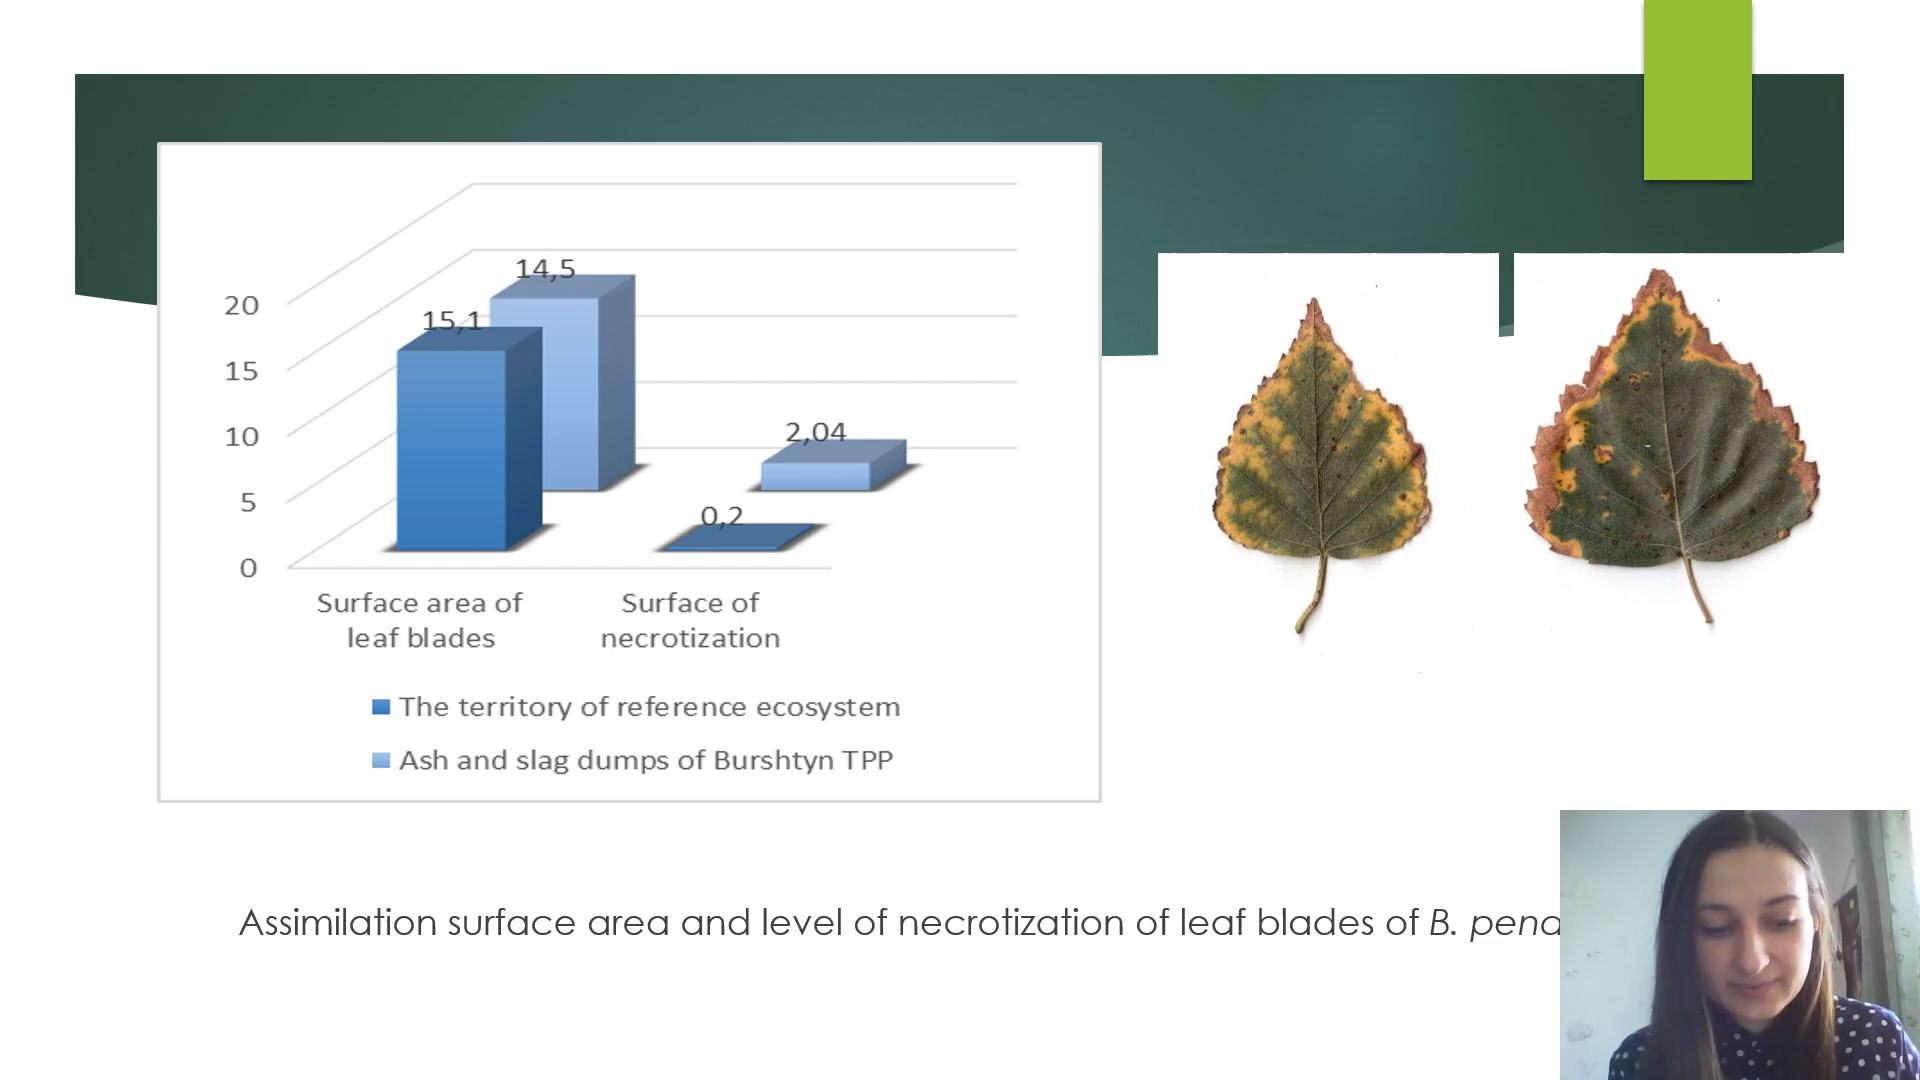 14,5
15,1
20
15
10
5
0
2,04
0,2
Surface area of
leaf blades
Surface of
necrotization
The territory of reference ecosystem
Ash and slag dumps of Burshtyn TPP
Assimilation surface area and level of necrotization of leaf blades of B.